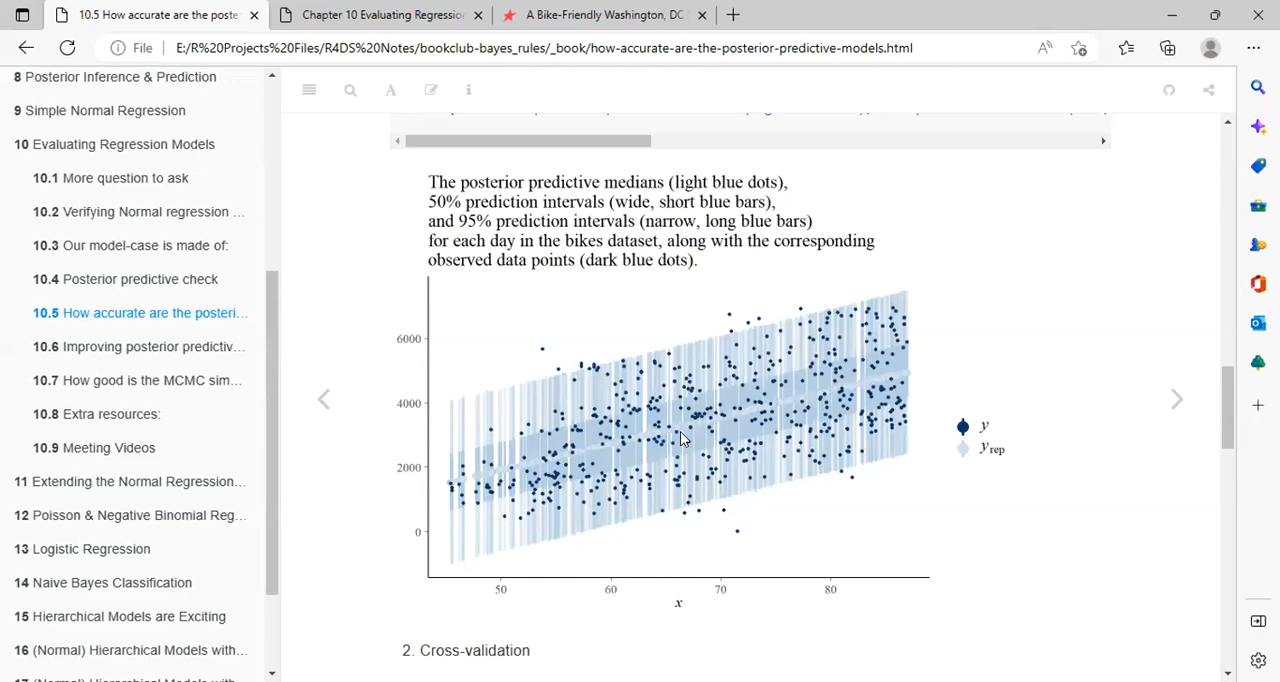 10.5 How accurate are the poste
Chapter 10 Evaluating Regressio
A Bike-Friendly Washington, DC
File
E:/R%20Projects%20Files/R4DS%20Notes/bookclub-bayes_rules/_book/how-accurate-are-the-posterior-predictive-models.html
8 Posterior Inference & Prediction
9 Simple Normal Regression
10 Evaluating Regression Models
10.1 More question to ask
10.2 Verifying Normal regression ...
10.3 Our model-case is made of:
10.4 Posterior predictive check
10.5 How accurate are the posteri...
10.6 Improving posterior predictiv...
10.7 How good is the MCMC sim...
10.8 Extra resources:
10.9 Meeting Videos
11 Extending the Normal Regression...
12 Poisson & Negative Binomial Reg...
13 Logistic Regression
14 Naive Bayes Classification
15 Hierarchical Models are Exciting
16 (Normal) Hierarchical Models with...
The posterior predictive medians (light blue dots),
50% prediction intervals (wide, short blue bars),
and 95% prediction intervals (narrow, long blue bars)
for each day in the bikes dataset, along with the corresponding
observed data points (dark blue dots).
6000
4000
2000
0
50 60 70 80
x
y
yrep
2. Cross-validation